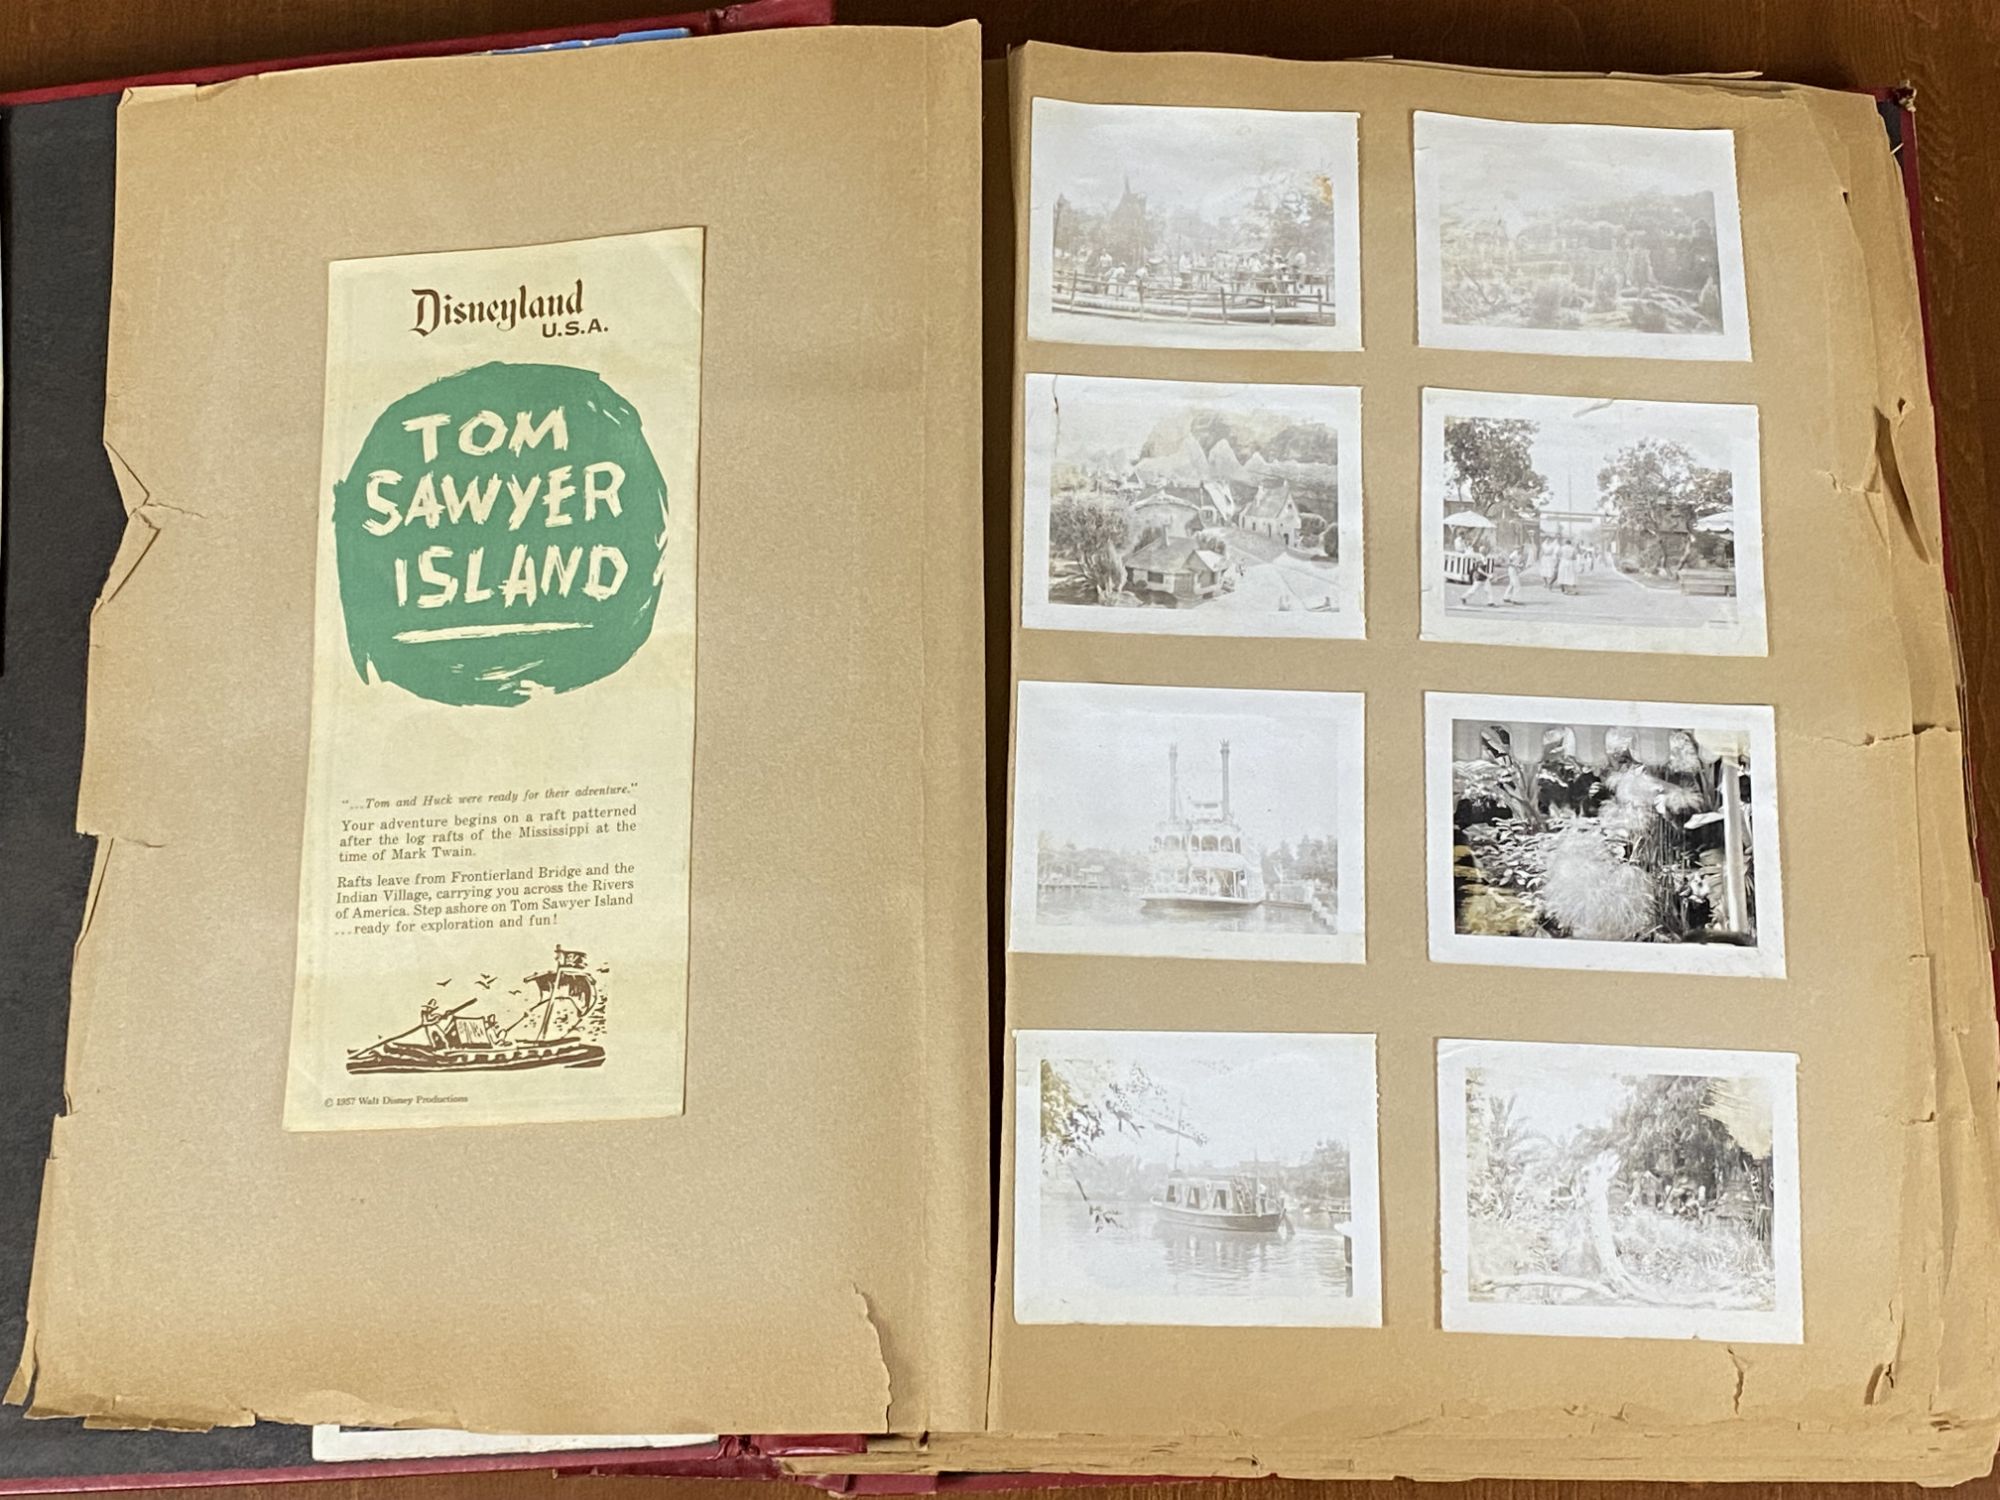 Disneyland
U.S.A.
TOM
SAWYER
ISLAND
"...Tom and Huck were ready for their adventure."
Your adventure begins on a raft patterned
after the log rafts of the Mississippi at the
time of Mark Twain.
Rafts leave from Frontierland Bridge and the
Indian Village, carrying you across the Rivers
of America. Step ashore on Tom Sawyer Island
...ready for exploration and fun!
© 1957 Walt Disney Productions